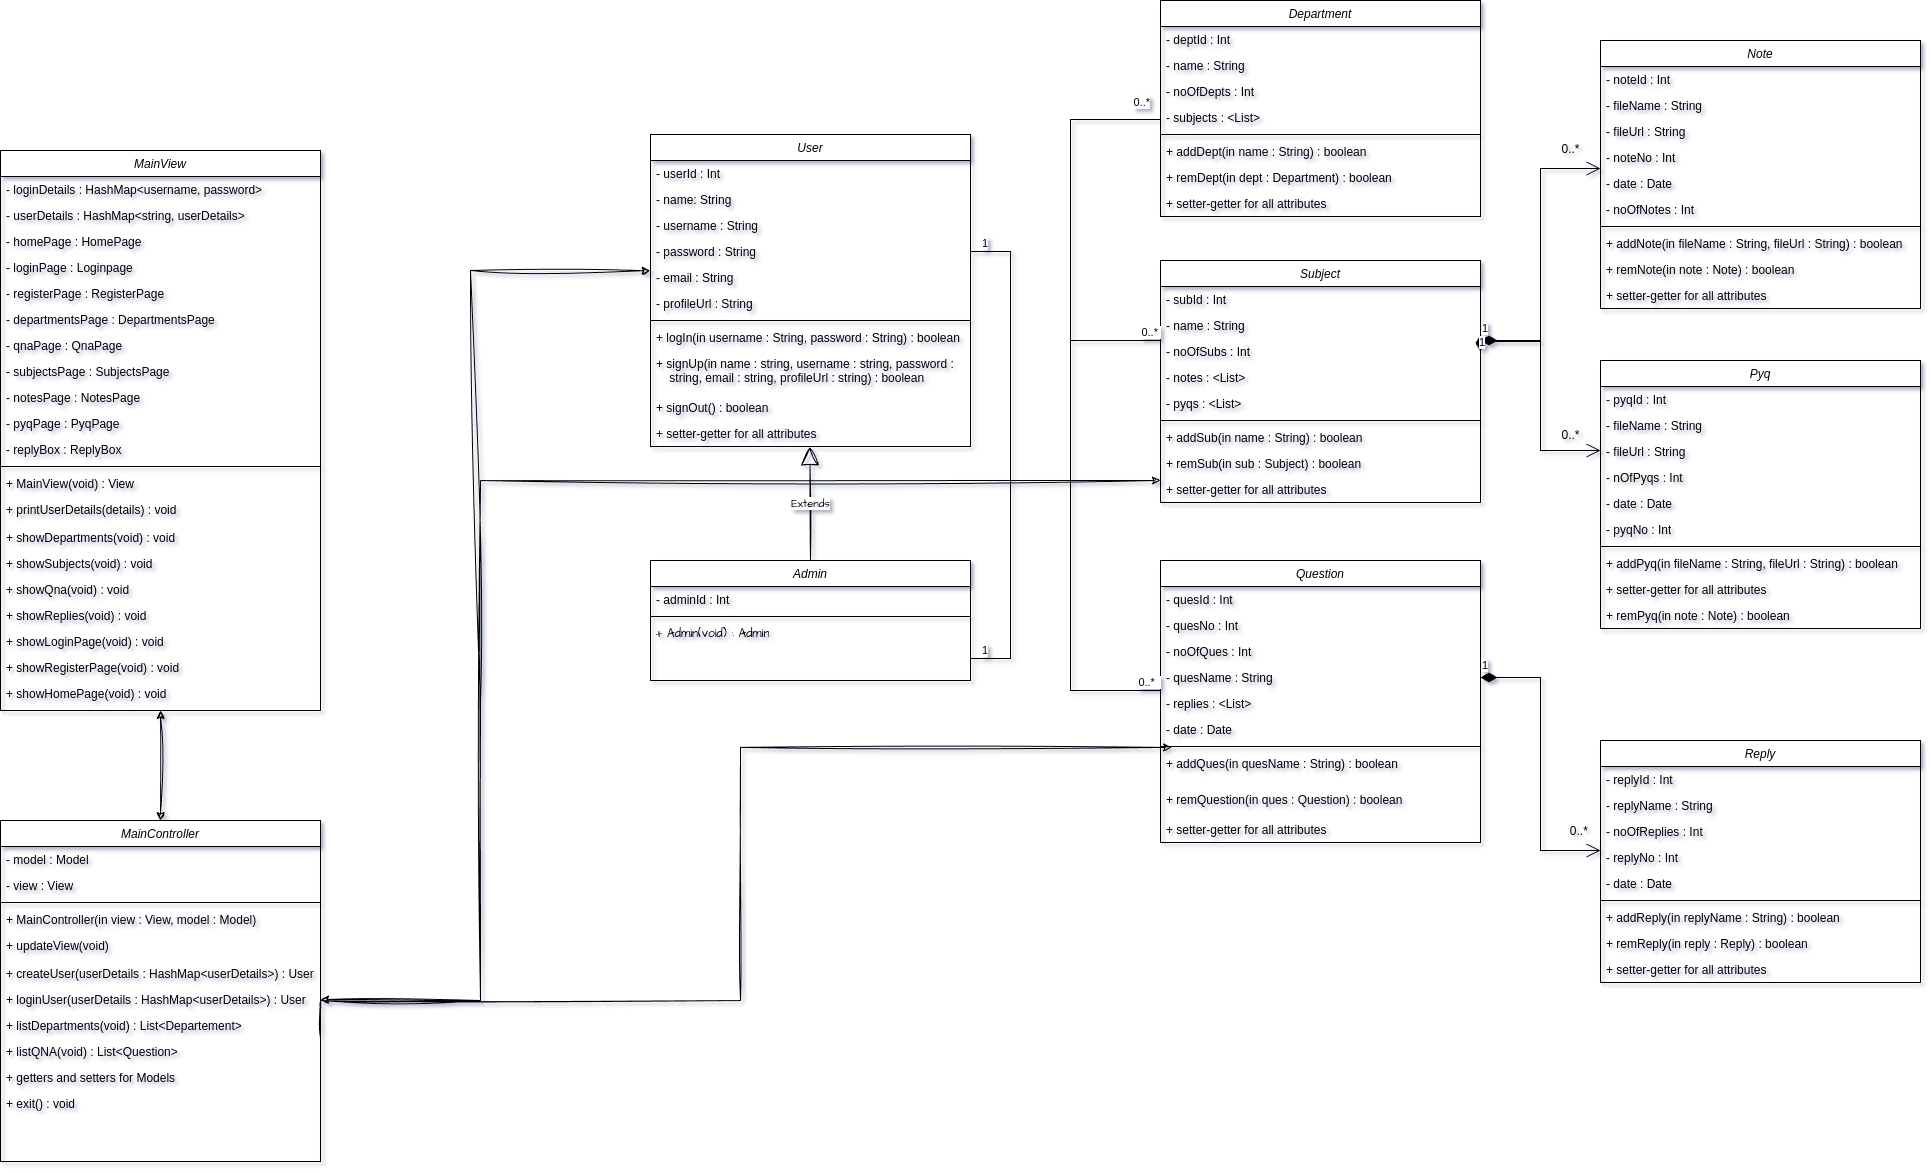 MainView
- loginDetails : HashMap<username, password>
- userDetails : HashMap<string, userDetails>
- homePage : HomePage
- loginPage : Loginpage
- registerPage : RegisterPage
- departmentsPage : DepartmentsPage
- qnaPage : QnaPage
- subjectsPage : SubjectsPage
- notesPage : NotesPage
- pyqPage : PyqPage
- replyBox : ReplyBox
+ MainView(void) : View
+ printUserDetails(details) : void
+ showDepartments(void) : void
+ showSubjects(void) : void
+ showQna(void) : void
+ showReplies(void) : void
+ showLoginPage(void) : void
+ showRegisterPage(void) : void
+ showHomePage(void) : void
MainController
- model : Model
- view : View
+ MainController(in view : View, model : Model)
+ updateView(void)
+ createUser(userDetails : HashMap<userDetails>) : User
+ loginUser(userDetails : HashMap<userDetails>) : User
+ listDepartments(void) : List<Departement>
+ listQNA(void) : List<Question>
+ getters and setters for Models
+ exit() : void
User
- userId : Int
- name: String
- username : String
- password : String
- email : String
- profileUrl : String
+ logIn(in username : String, password : String) : boolean
+ signUp(in name : string, username : string, password :
string, email : string, profileUrl : string) : boolean
+ signOut() : boolean
+ setter-getter for all attributes
1
Extends
Admin
- adminId : Int
+ Admin(void) : Admin
1
Department
- deptId : Int
- name : String
- noOfDepts : Int
- subjects : <List>
+ addDept(in name : String) : boolean
+ remDept(in dept : Department) : boolean
+ setter-getter for all attributes
0..*
Subject
- subId : Int
- name : String
- noOfSubs : Int
- notes : <List>
- pyqs : <List>
+ addSub(in name : String) : boolean
+ remSub(in sub : Subject) : boolean
+ setter-getter for all attributes
0..*
1
1
Question
- quesId : Int
- quesNo : Int
- noOfQues : Int
- quesName : String
- replies : <List>
- date : Date
+ addQues(in quesName : String) : boolean
+ remQuestion(in ques : Question) : boolean
+ setter-getter for all attributes
0..*
1
Note
- noteId : Int
- fileName : String
- fileUrl : String
- noteNo : Int
- date : Date
- noOfNotes : Int
+ addNote(in fileName : String, fileUrl : String) : boolean
+ remNote(in note : Note) : boolean
+ setter-getter for all attributes
0..*
Pyq
- pyqId : Int
- fileName : String
- fileUrl : String
- nOfPyqs : Int
- date : Date
- pyqNo : Int
+ addPyq(in fileName : String, fileUrl : String) : boolean
+ setter-getter for all attributes
+ remPyq(in note : Note) : boolean
0..*
Reply
- replyId : Int
- replyName : String
- noOfReplies : Int
- replyNo : Int
- date : Date
+ addReply(in replyName : String) : boolean
+ remReply(in reply : Reply) : boolean
+ setter-getter for all attributes
0..*